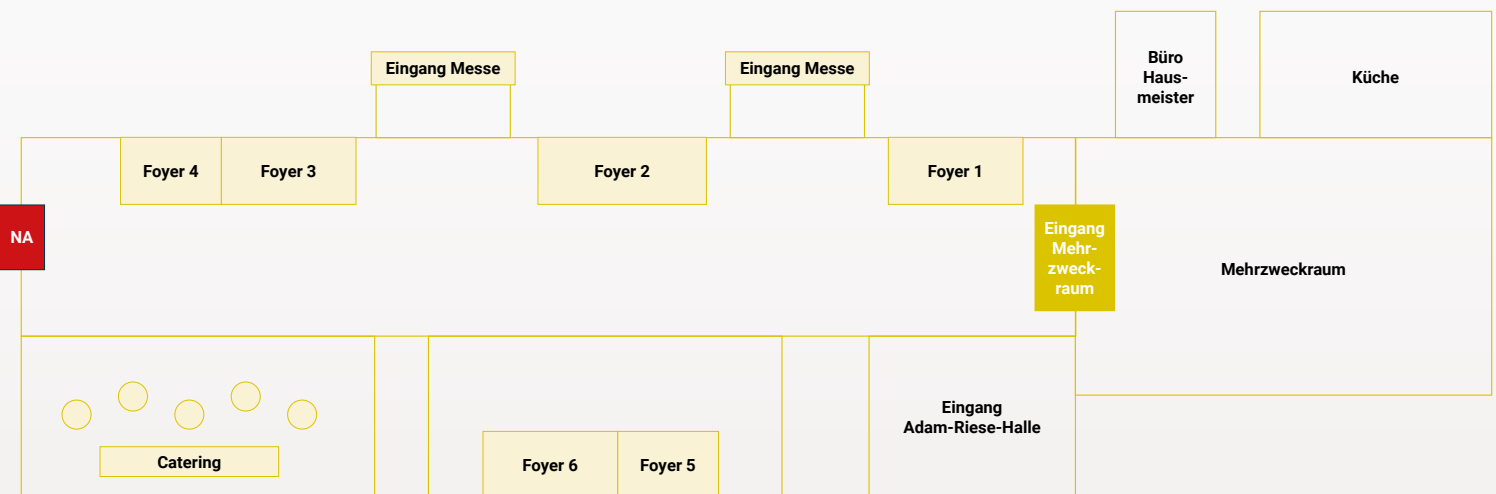 Eingang Messe
Eingang Messe
Büro
Haus-
meister
Küche
Foyer 4
Foyer 3
Foyer 2
Foyer 1
NA
Eingang
Mehr-
zweck-
raum
Mehrzweckraum
Eingang
Adam-Riese-Halle
Catering
Foyer 6
Foyer 5